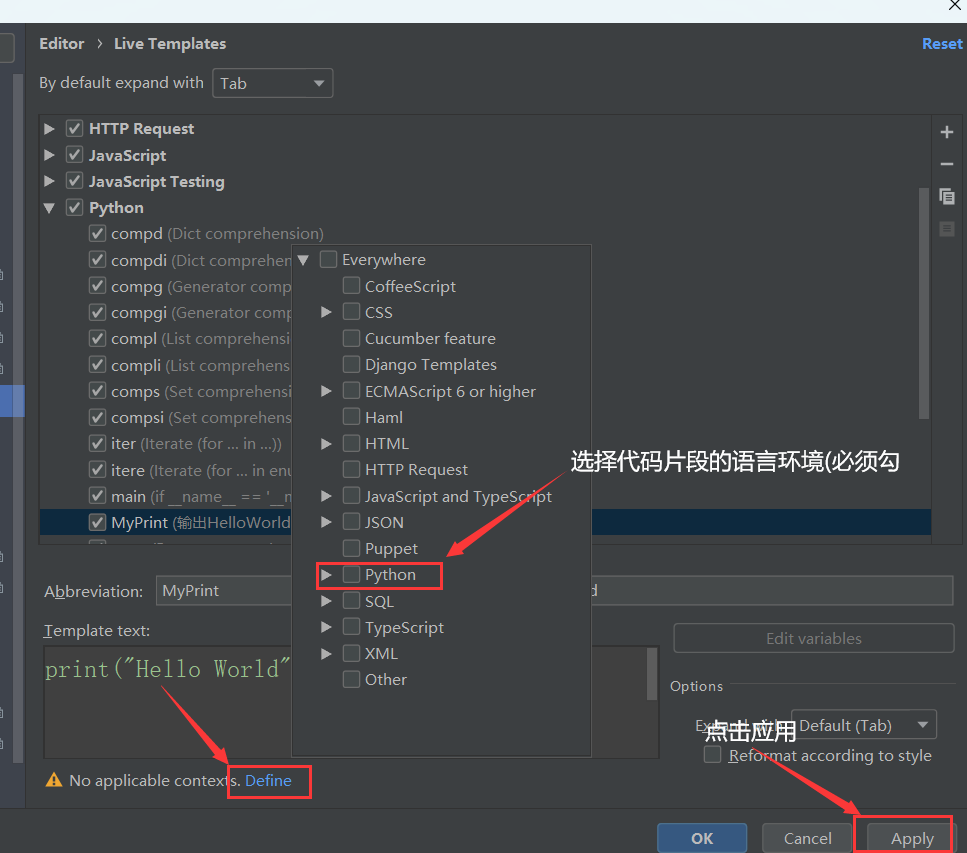 Editor › Live Templates
Reset
By default expand with Tab
HTTP Request
JavaScript
JavaScript Testing
Python
compd (Dict comprehension)
compdi (Dict comprehen
compg (Generator comp
compgi (Generator comp
compl (List comprehensi
compli (List comprehens
comps (Set comprehensi
compsi (Set comprehens
iter (Iterate (for ... in ...))
itere (Iterate (for ... in enu
main (if __name__ == '__n
MyPrint (输出HelloWorld
Everywhere
CoffeeScript
CSS
Cucumber feature
Django Templates
ECMAScript 6 or higher
Haml
HTML
HTTP Request
JavaScript and TypeScript
JSON
Puppet
Python
SQL
TypeScript
XML
Other
选择代码片段的语言环境(必须勾
Abbreviation: MyPrint
d
Template text:
print("Hello World"
Edit variables
Options
Expand with Default (Tab)
点击应用
Reformat according to style
No applicable contexts. Define
OK
Cancel
Apply